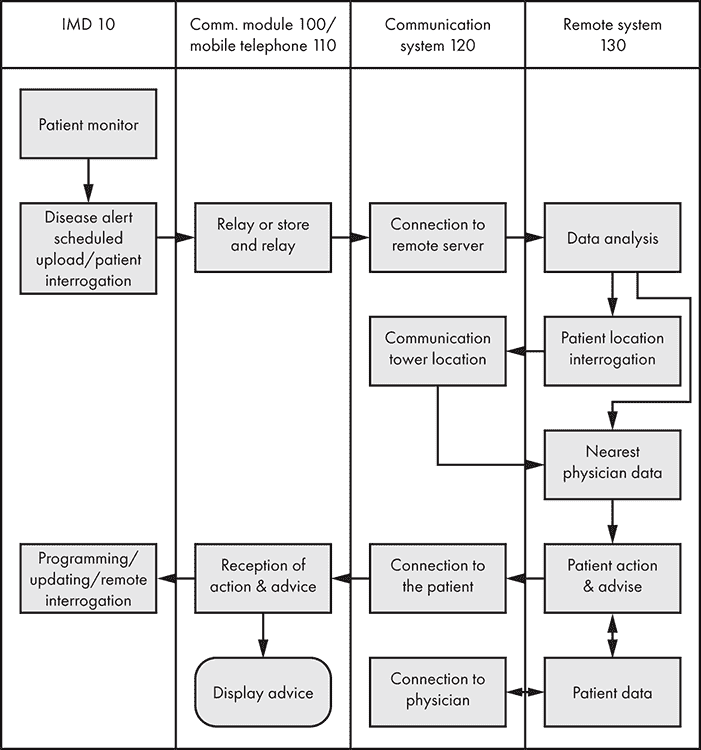 IMD 10
Comm. module 100/
mobile telephone 110
Communication
system 120
Remote system
130
Patient monitor
Disease alert
scheduled
upload/patient
interrogation
Relay or store
and relay
Connection to
remote server
Data analysis
Communication
tower location
Patient location
interrogation
Nearest
physician data
Programming/
updating/remote
interrogation
Reception of
action & advice
Connection to
the patient
Patient action
& advise
Display advice
Connection to
physician
Patient data